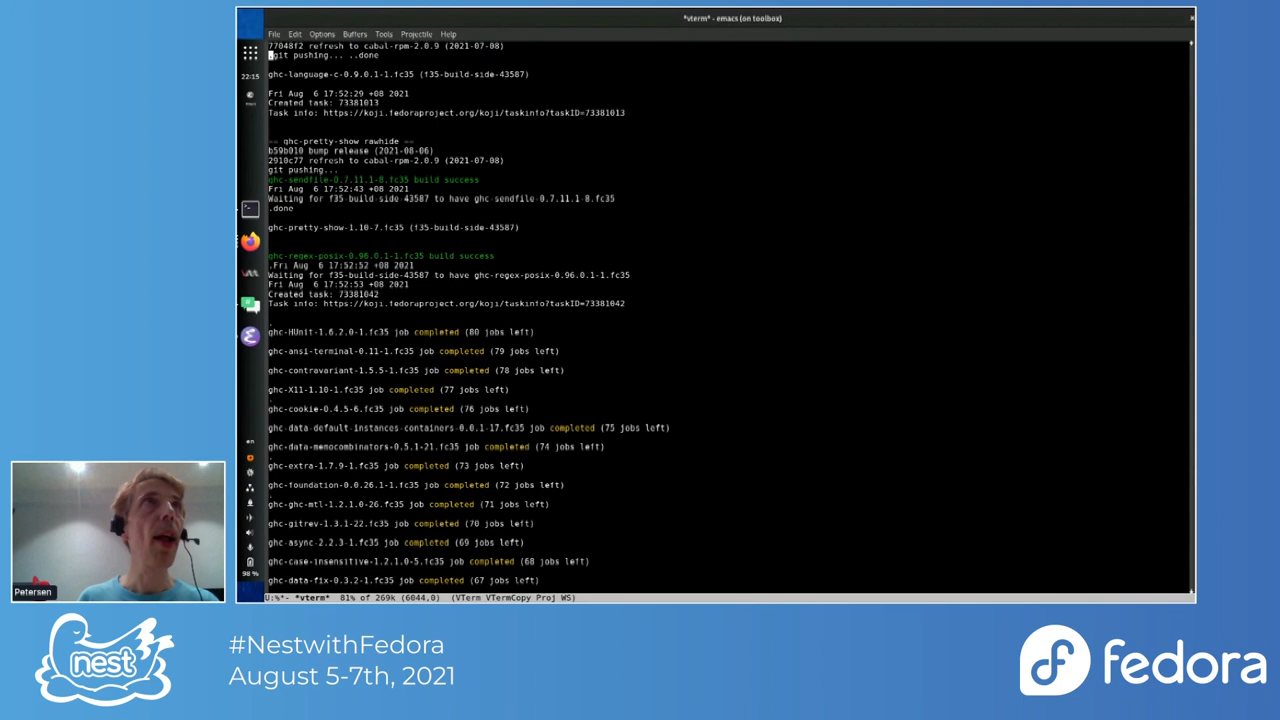 *vterm* - emacs (on toolbox)
File Edit Options Buffers Tools Projectile Help
77048f2 refresh to cabal-rpm-2.0.9 (2021-07-08)
git pushing... ..done
ghc-language-c-0.9.0.1-1.fc35 (f35-build-side-43587)
Fri Aug 6 17:52:29 +08 2021
Created task: 73381013
Task info: https://koji.fedoraproject.org/koji/taskinfo?taskID=73381013
== ghc-pretty-show rawhide ==
b59b010 bump release (2021-08-06)
2910c77 refresh to cabal-rpm-2.0.9 (2021-07-08)
git pushing...
ghc-sendfile-0.7.11.1-8.fc35 build success
Fri Aug 6 17:52:43 +08 2021
Waiting for f35-build-side-43587 to have ghc-sendfile-0.7.11.1-8.fc35
.done
ghc-pretty-show-1.10-7.fc35 (f35-build-side-43587)
ghc-regex-posix-0.96.0.1-1.fc35 build success
.Fri Aug 6 17:52:52 +08 2021
Waiting for f35-build-side-43587 to have ghc-regex-posix-0.96.0.1-1.fc35
Fri Aug 6 17:52:53 +08 2021
Created task: 73381042
Task info: https://koji.fedoraproject.org/koji/taskinfo?taskID=73381042
.
ghc-HUnit-1.6.2.0-1.fc35 job completed (80 jobs left)
ghc-ansi-terminal-0.11-1.fc35 job completed (79 jobs left)
ghc-contravariant-1.5.5-1.fc35 job completed (78 jobs left)
ghc-X11-1.10-1.fc35 job completed (77 jobs left)
.
ghc-cookie-0.4.5-6.fc35 job completed (76 jobs left)
ghc-data-default-instances-containers-0.0.1-17.fc35 job completed (75 jobs left)
ghc-data-memocombinators-0.5.1-21.fc35 job completed (74 jobs left)
.
ghc-extra-1.7.9-1.fc35 job completed (73 jobs left)
ghc-foundation-0.0.26.1-1.fc35 job completed (72 jobs left)
.
ghc-ghc-mtl-1.2.1.0-26.fc35 job completed (71 jobs left)
ghc-gitrev-1.3.1-22.fc35 job completed (70 jobs left)
ghc-async-2.2.3-1.fc35 job completed (69 jobs left)
ghc-case-insensitive-1.2.1.0-5.fc35 job completed (68 jobs left)
ghc-data-fix-0.3.2-1.fc35 job completed (67 jobs left)
U:%*- *vterm* 81% of 269k (6044,0) (VTerm VTermCopy Proj WS)
22:15
en
98 %
Petersen
nest
#NestwithFedora
August 5-7th, 2021
fedora